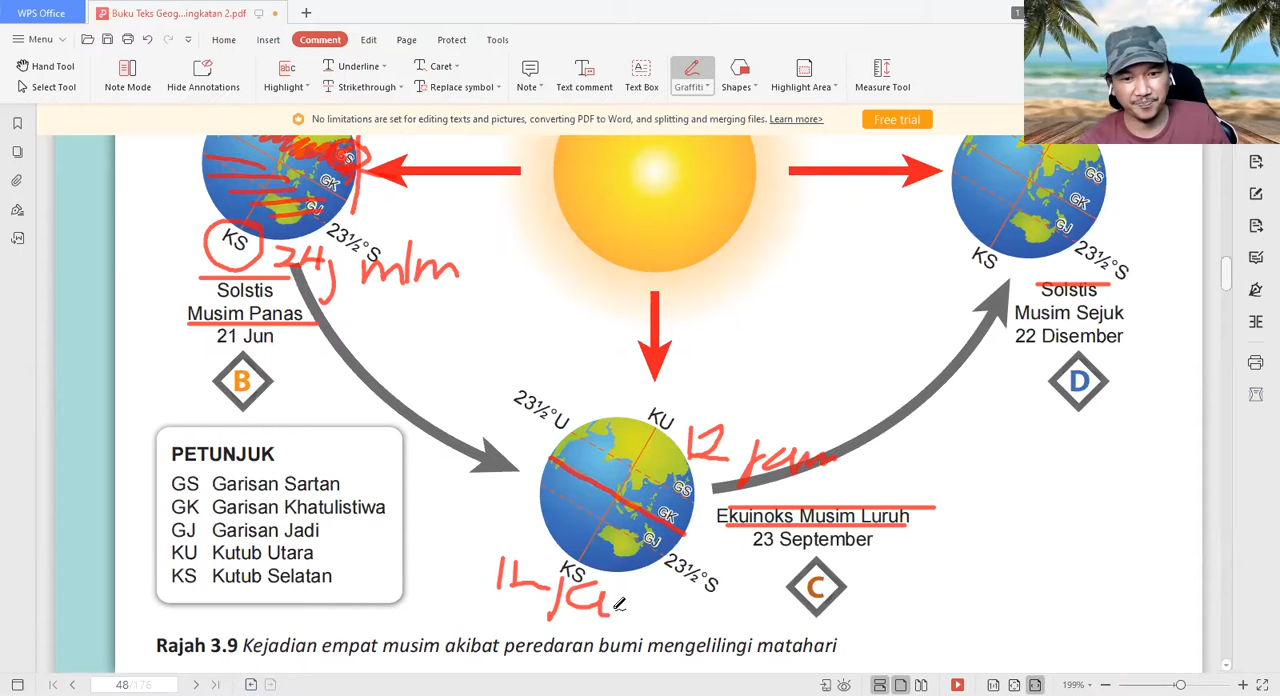 WPS Office
Buku Teks Geog...ingkatan 2.pdf
1
Menu
Home
Insert
Comment
Edit
Page
Protect
Tools
Hand Tool
Select Tool
Note Mode
Hide Annotations
Highlight
Underline
Strikethrough
Caret
Replace symbol
Note
Text comment
Text Box
Graffiti
Shapes
Highlight Area
Measure Tool
No limitations are set for editing texts and pictures, converting PDF to Word, and splitting and merging files. Learn more>
Free trial
GS
GK
GJ
KS
23½°S
24j m/m
Solstis
Musim Panas
21 Jun
B
GS
GK
GJ
KS
23½°S
Solstis
Musim Sejuk
22 Disember
D
23½°U
KU
12 jam
GS
GK
GJ
KS
23½°S
12 ja
Ekuinoks Musim Luruh
23 September
C
PETUNJUK
GS Garisan Sartan
GK Garisan Khatulistiwa
GJ Garisan Jadi
KU Kutub Utara
KS Kutub Selatan
Rajah 3.9 Kejadian empat musim akibat peredaran bumi mengelilingi matahari
48/176
199%